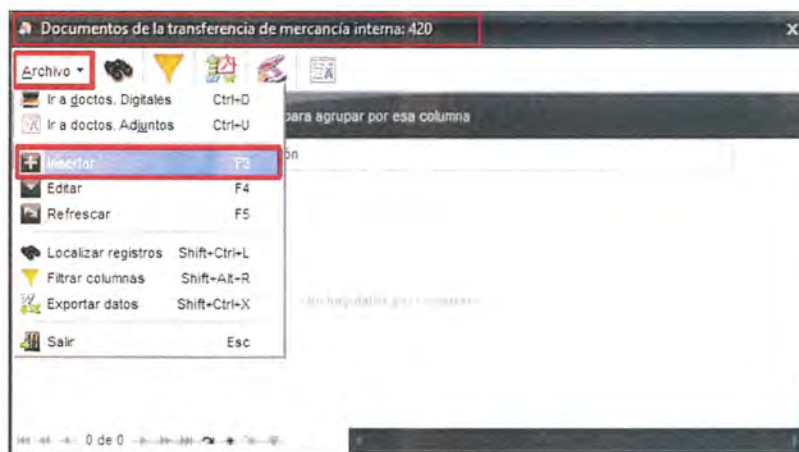 Documentos de la transferencia de mercancía interna: 420
Archivo
Ir a doctos. Digitales Ctrl+D
para agrupar por esa columna
Ir a doctos. Adjuntos Ctrl+U
ón
Insertar F3
Editar F4
Refrescar F5
Localizar registros Shift+Ctrl+L
Filtrar columnas Shift+Alt+R
Exportar datos Shift+Ctrl+X
Salir Esc
0 de 0